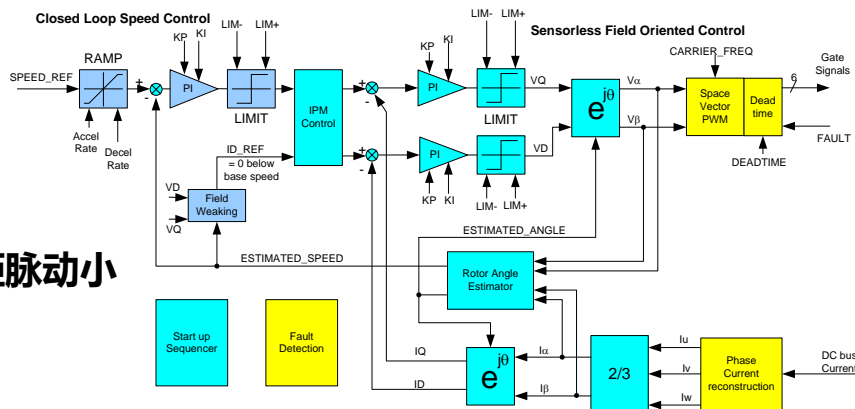 Closed Loop Speed Control
Sensorless Field Oriented Control
LIM-
LIM+
KP
KI
RAMP
SPEED_REF
+
-
PI
LIMIT
Accel
Rate
Decel
Rate
ID_REF
= 0 below
base speed
VD
VQ
Field
Weaking
IPM
Control
+
-
+
-
KP
KI
LIM-
LIM+
PI
VQ
LIMIT
PI
VD
KP
KI
LIM-
LIM+
e jθ
Vα
Vβ
CARRIER_FREQ
Space
Vector
PWM
Dead
time
6
Gate
Signals
FAULT
DEADTIME
ESTIMATED_ANGLE
ESTIMATED_SPEED
脉动小
Rotor Angle
Estimator
Start up
Sequencer
Fault
Detection
IQ
ID
e jθ
Iα
Iβ
2/3
Iu
Iv
Iw
Phase
Current
reconstruction
DC bus
Current